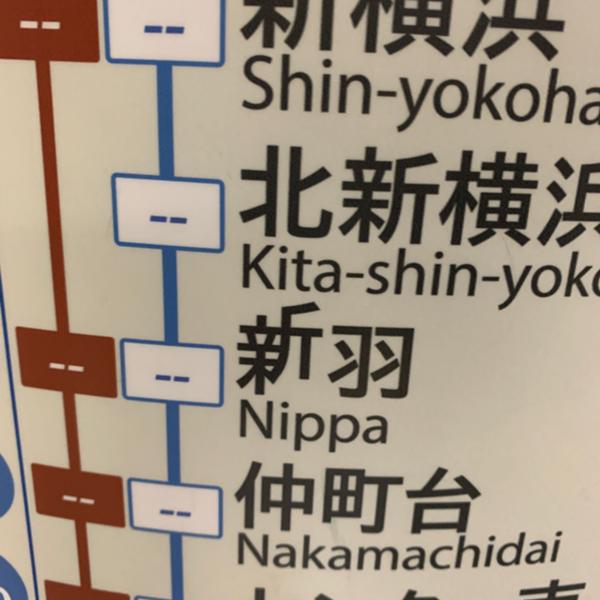 -- -- 新横浜
Shin-yokoha
-- 北新横浜
Kita-shin-yoko
-- -- 新羽
Nippa
-- -- 仲町台
Nakamachidai